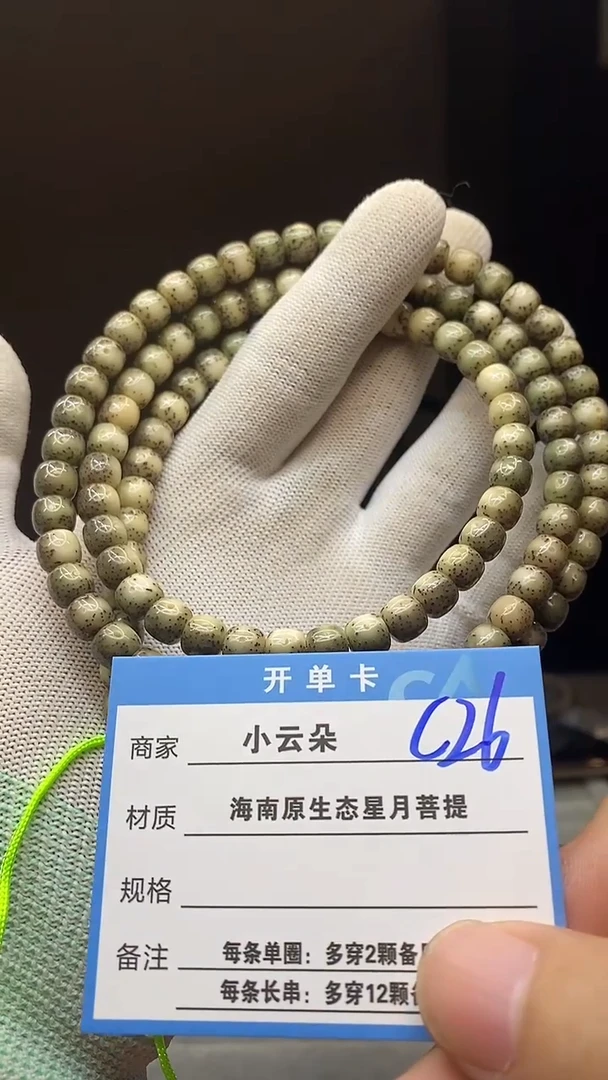 开单卡
商家 小云朵 C26
材质 海南原生态星月菩提
规格
备注 每条单圈：多穿2颗备
每条长串：多穿12颗